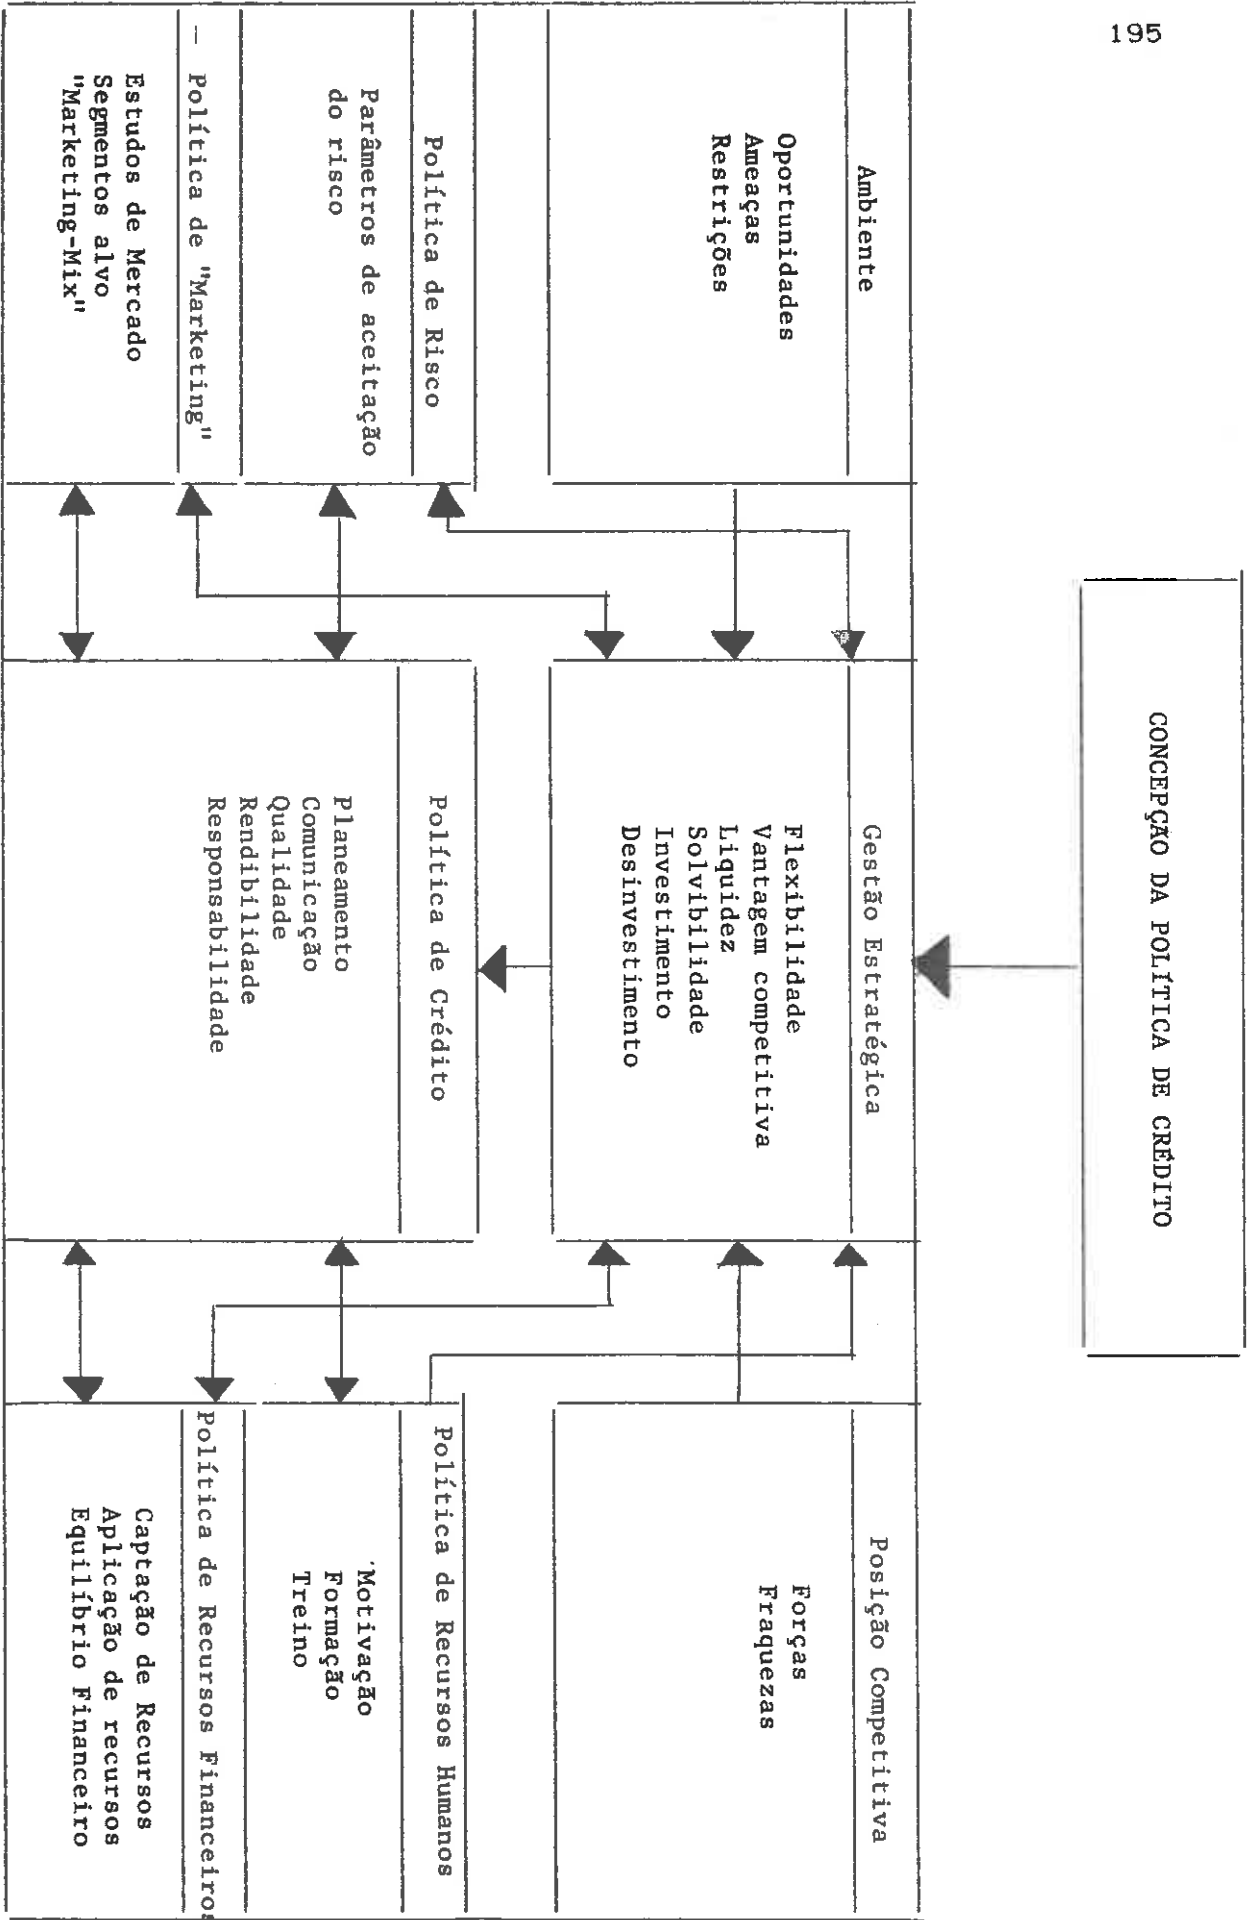 195
CONCEPÇÃO DA POLÍTICA DE CRÉDITO
Ambiente
Oportunidades
Ameaças
Restrições
Gestão Estratégica
Flexibilidade
Vantagem competitiva
Liquidez
Solvibilidade
Investimento
Desinvestimento
Posição Competitiva
Forças
Fraquezas
Política de Risco
Parâmetros de aceitação
do risco
— Política de "Marketing"
Estudos de Mercado
Segmentos alvo
"Marketing-Mix"
Política de Crédito
Planeamento
Comunicação
Qualidade
Rendibilidade
Responsabilidade
Política de Recursos Humanos
Motivação
Formação
Treino
Política de Recursos Financeiros
Captação de Recursos
Aplicação de recursos
Equilíbrio Financeiro